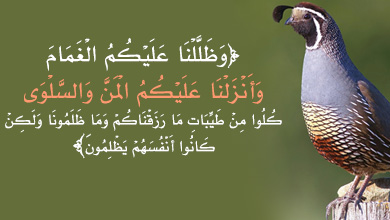 ﴿وَظَلَّلْنَا عَلَيْكُمُ الْغَمَامَ
وَأَنْزَلْنَا عَلَيْكُمُ الْمَنَّ وَالسَّلْوَى
كُلُوا مِنْ طَيِّبَاتِ مَا رَزَقْنَاكُمْ وَمَا ظَلَمُونَا وَلَكِنْ
كَانُوا أَنْفُسَهُمْ يَظْلِمُونَ﴾